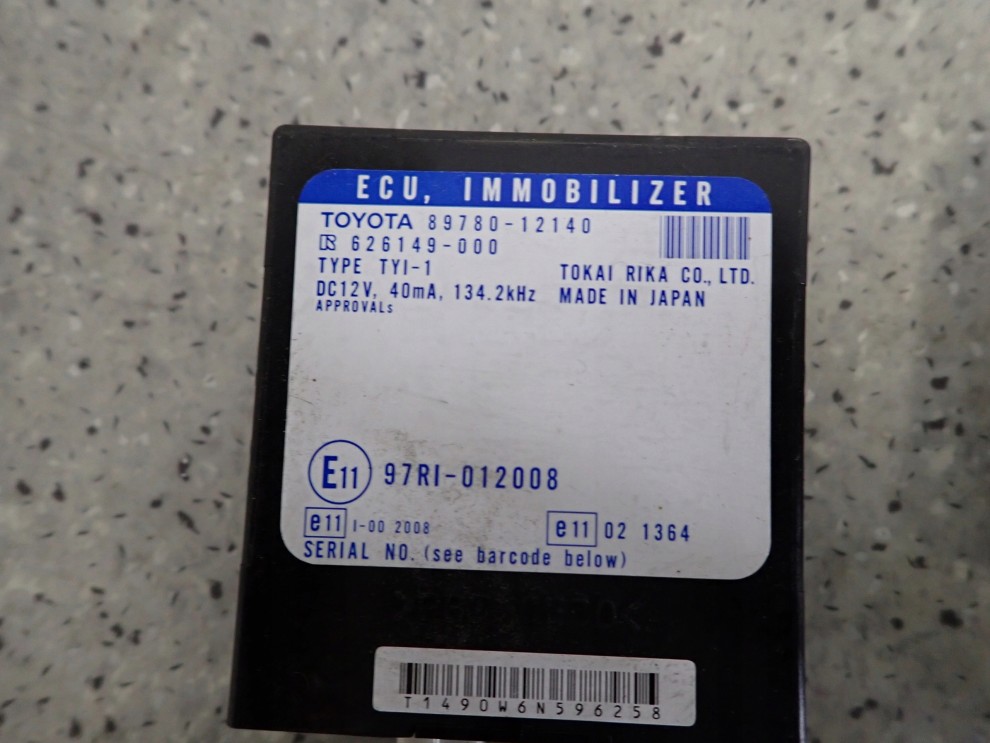 ECU, IMMOBILIZER
TOYOTA 89780-12140
R 626149-000
TYPE TYI-1 TOKAI RIKA CO., LTD.
DC12V, 40mA, 134.2kHz MADE IN JAPAN
APPROVALs
E11 97RI-012008
e11 I-00 2008 e11 02 1364
SERIAL NO. (see barcode below)
T1490W6N596258